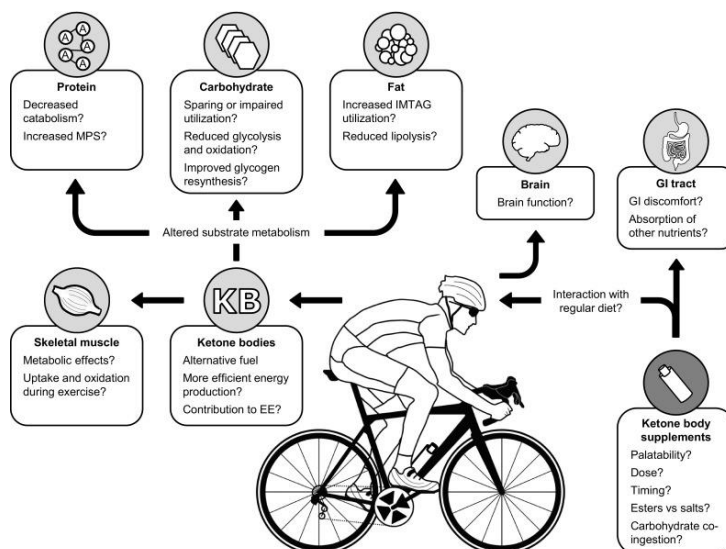 A
A
A
A
A
Protein
Decreased
catabolism?
Increased MPS?
Carbohydrate
Sparing or impaired
utilization?
Reduced glycolysis
and oxidation?
Improved glycogen
resynthesis?
Fat
Increased IMTAG
utilization?
Reduced lipolysis?
Brain
Brain function?
GI tract
GI discomfort?
Absorption of
other nutrients?
Altered substrate metabolism
Skeletal muscle
Metabolic effects?
Uptake and oxidation
during exercise?
KB
Ketone bodies
Alternative fuel
More efficient energy
production?
Contribution to EE?
Interaction with
regular diet?
Ketone body
supplements
Palatability?
Dose?
Timing?
Esters vs salts?
Carbohydrate co-
ingestion?